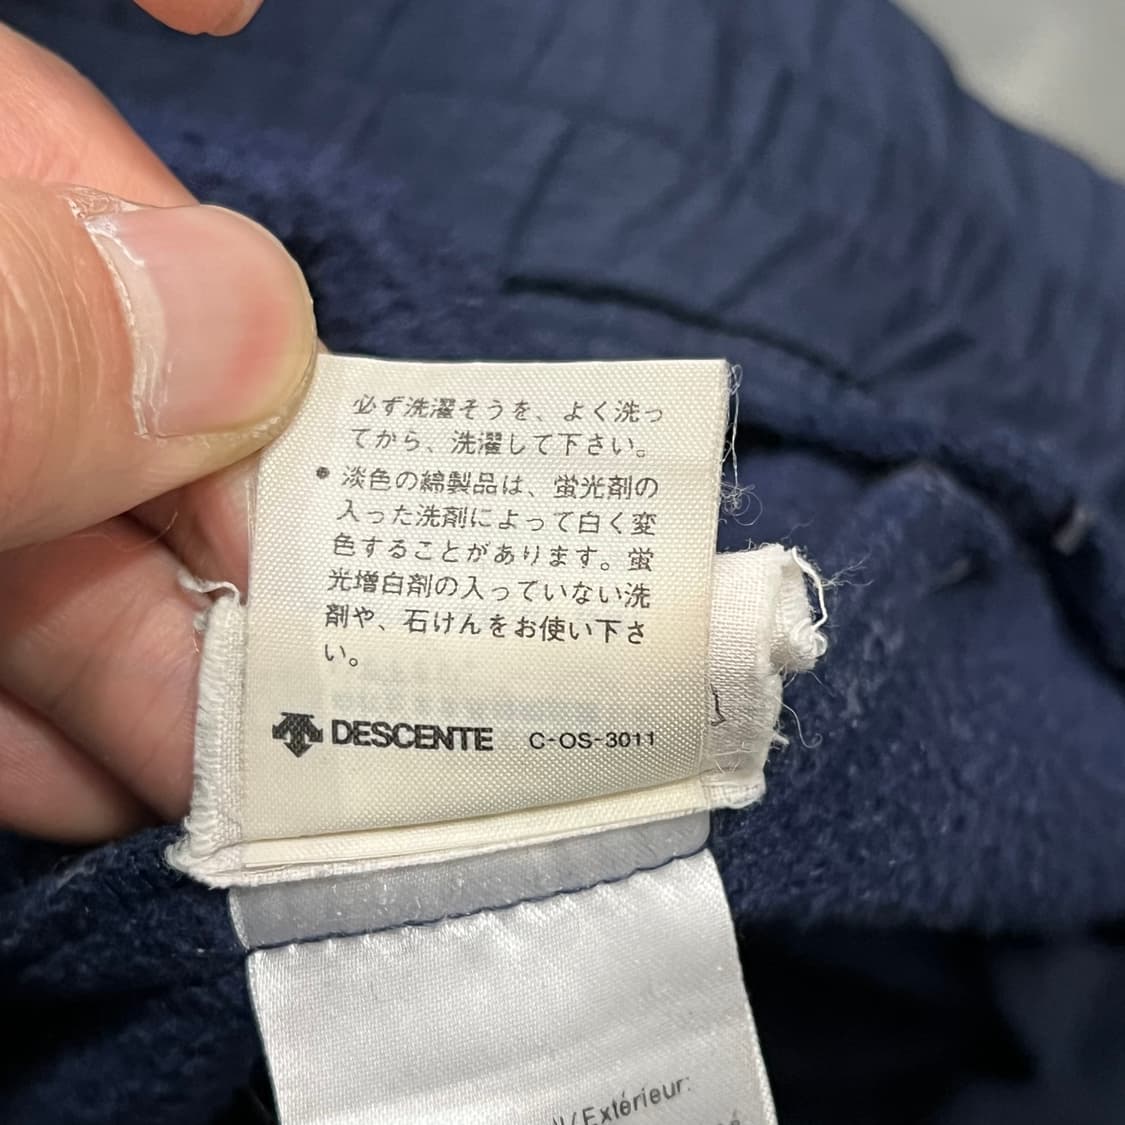 必ず洗濯そうを、よく洗っ
てから、洗濯して下さい。
● 淡色の綿製品は、蛍光剤の
入った洗剤によって白く変
色することがあります。蛍
光増白剤の入っていない洗
剤や、石けんをお使い下さ
い。
DESCENTE C-OS-3011
/Extérieur: